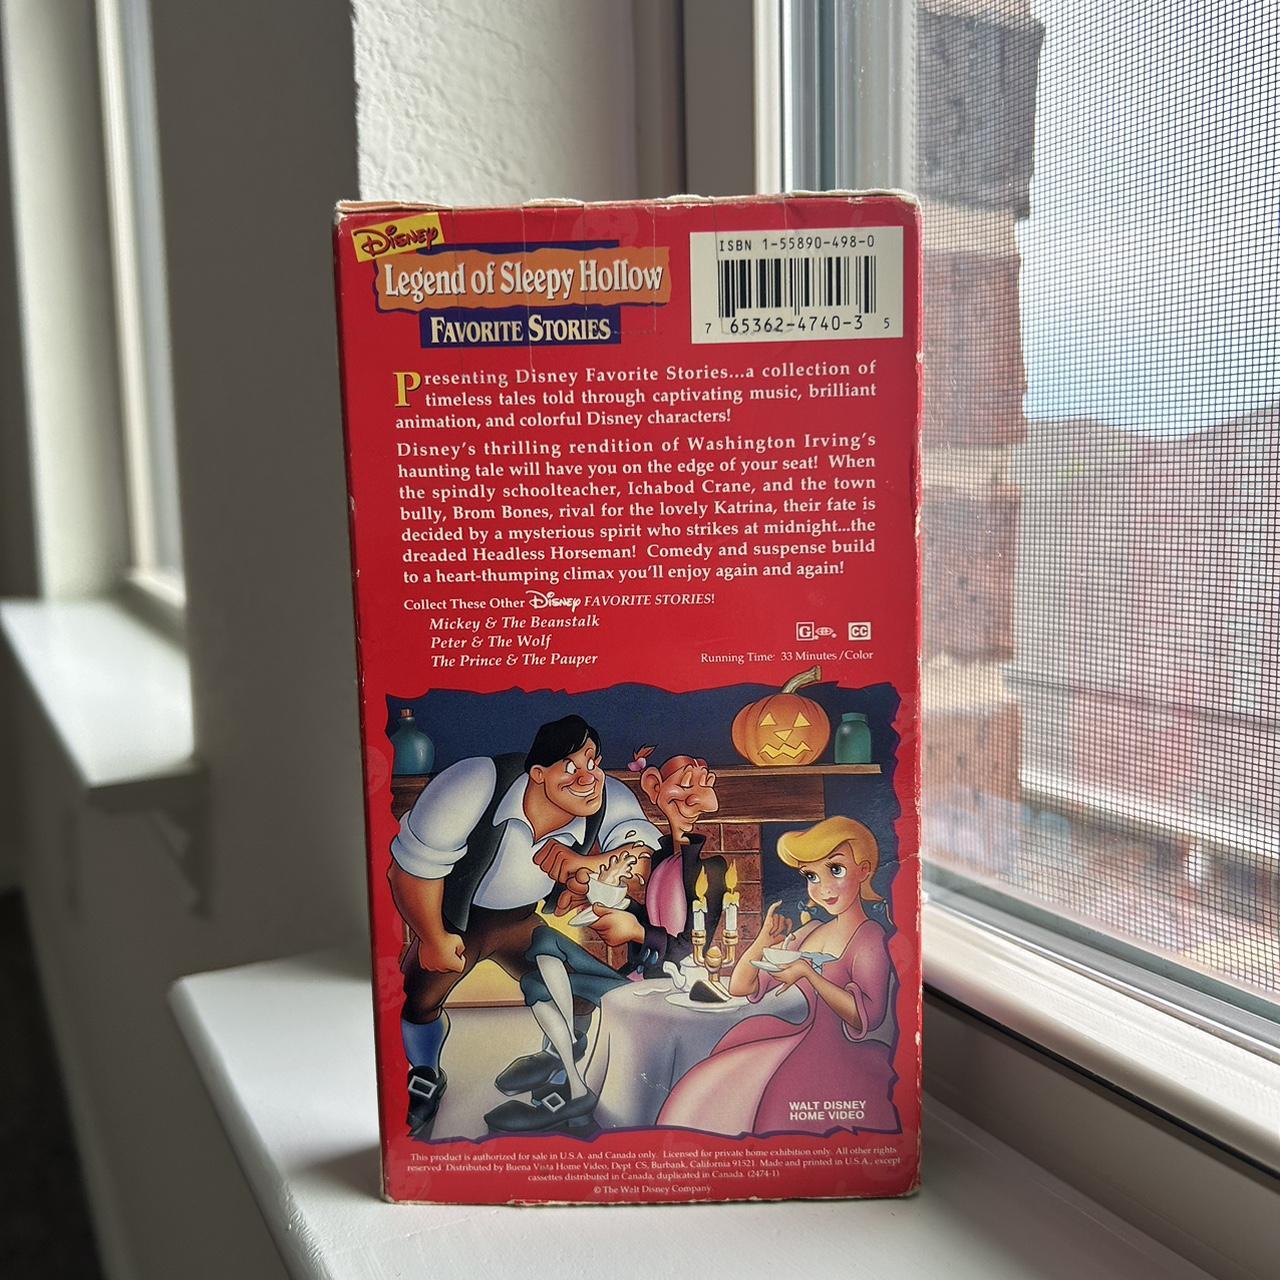 Disney
Legend of Sleepy Hollow
FAVORITE STORIES
ISBN 1-55890-498-0
7 65362-4740-3 5
Presenting Disney Favorite Stories...a collection of
timeless tales told through captivating music, brilliant
animation, and colorful Disney characters!
Disney's thrilling rendition of Washington Irving's
haunting tale will have you on the edge of your seat! When
the spindly schoolteacher, Ichabod Crane, and the town
bully, Brom Bones, rival for the lovely Katrina, their fate is
decided by a mysterious spirit who strikes at midnight...the
dreaded Headless Horseman! Comedy and suspense build
to a heart-thumping climax you'll enjoy again and again!
Collect These Other Disney FAVORITE STORIES!
Mickey & The Beanstalk
Peter & The Wolf
The Prince & The Pauper
G CC
Running Time: 33 Minutes/Color
WALT DISNEY
HOME VIDEO
This product is authorized for sale in U.S.A. and Canada only. Licensed for private home exhibition only. All other rights
reserved. Distributed by Buena Vista Home Video, Dept. CS, Burbank, California 91521. Made and printed in U.S.A., except
cassettes distributed in Canada, duplicated in Canada. (2474-1)
© The Walt Disney Company.